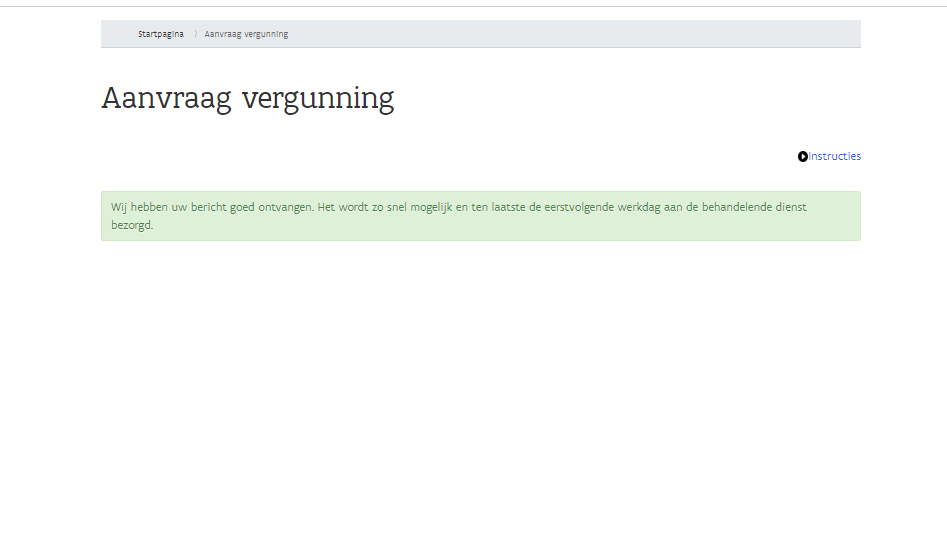 Startpagina 〉 Aanvraag vergunning
Aanvraag vergunning
Instructies
Wij hebben uw bericht goed ontvangen. Het wordt zo snel mogelijk en ten laatste de eerstvolgende werkdag aan de behandelende dienst
bezorgd.